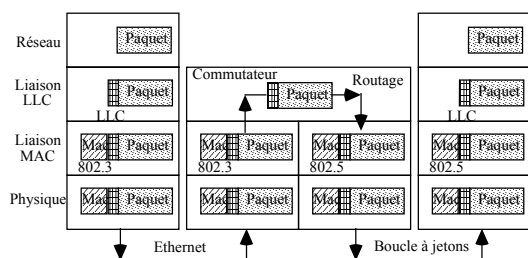 Réseau Paquet Paquet
Commutateur Routage
Liaison LLC Paquet Paquet Paquet
LLC LLC
Liaison MAC Mac Paquet Mac Paquet Mac Paquet Mac Paquet
802.3 802.3 802.5 802.5
Physique Mac Paquet Mac Paquet Mac Paquet Mac Paquet
Ethernet Boucle à jetons